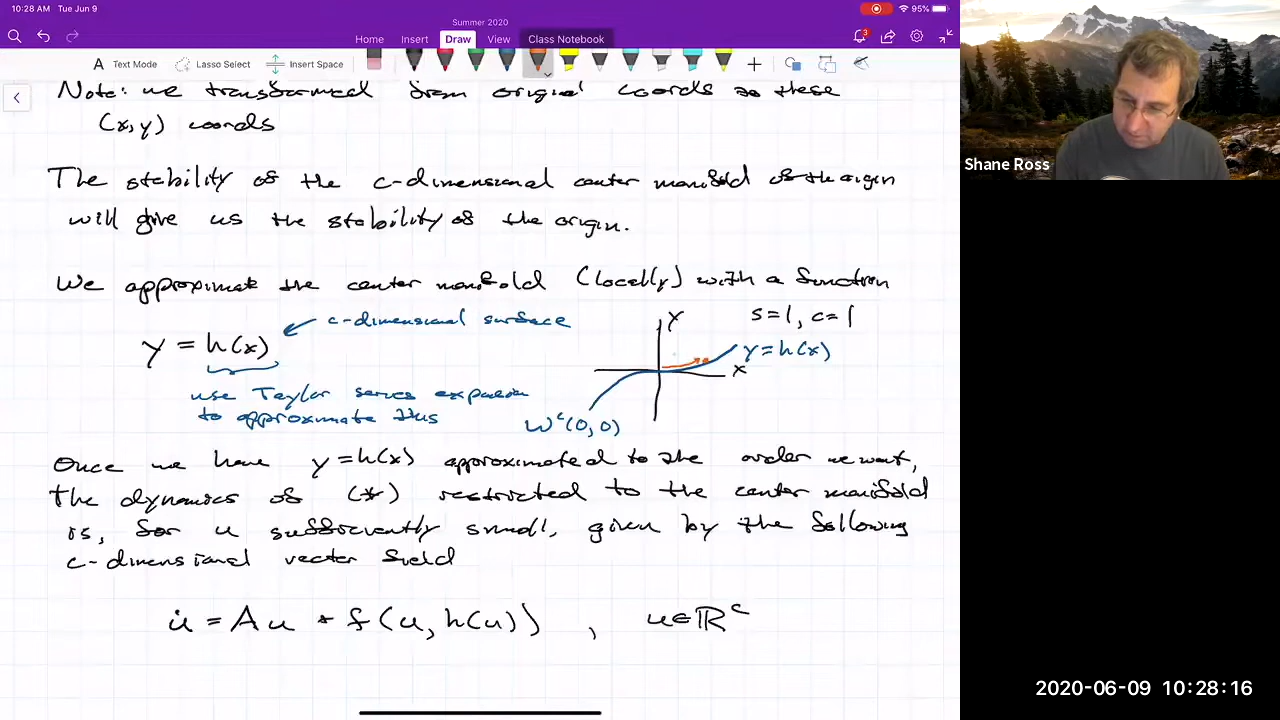 10:28 AM Tue Jun 9
95%
Summer 2020
Home Insert Draw View Class Notebook
3
A Text Mode Lasso Select Insert Space
Note: we transformed from original coords to these
(x,y) coords
The stability of the c-dimensional center manifold of the origin
will give us the stability of the origin.
We approximate the center manifold (locally) with a function
y = h(x)
c-dimensional surface
use Taylor series expansion
to approximate this
y
s=1, c=1
y=h(x)
x
Wᶜ(0,0)
Once we have y=h(x) approximated to the order we want,
the dynamics of (*) restricted to the center manifold
is, for u sufficiently small, given by the following
c-dimensional vector field
u̇ = Au + f(u, h(u)) , u∈ℝᶜ
Shane Ross
2020-06-09 10:28:16